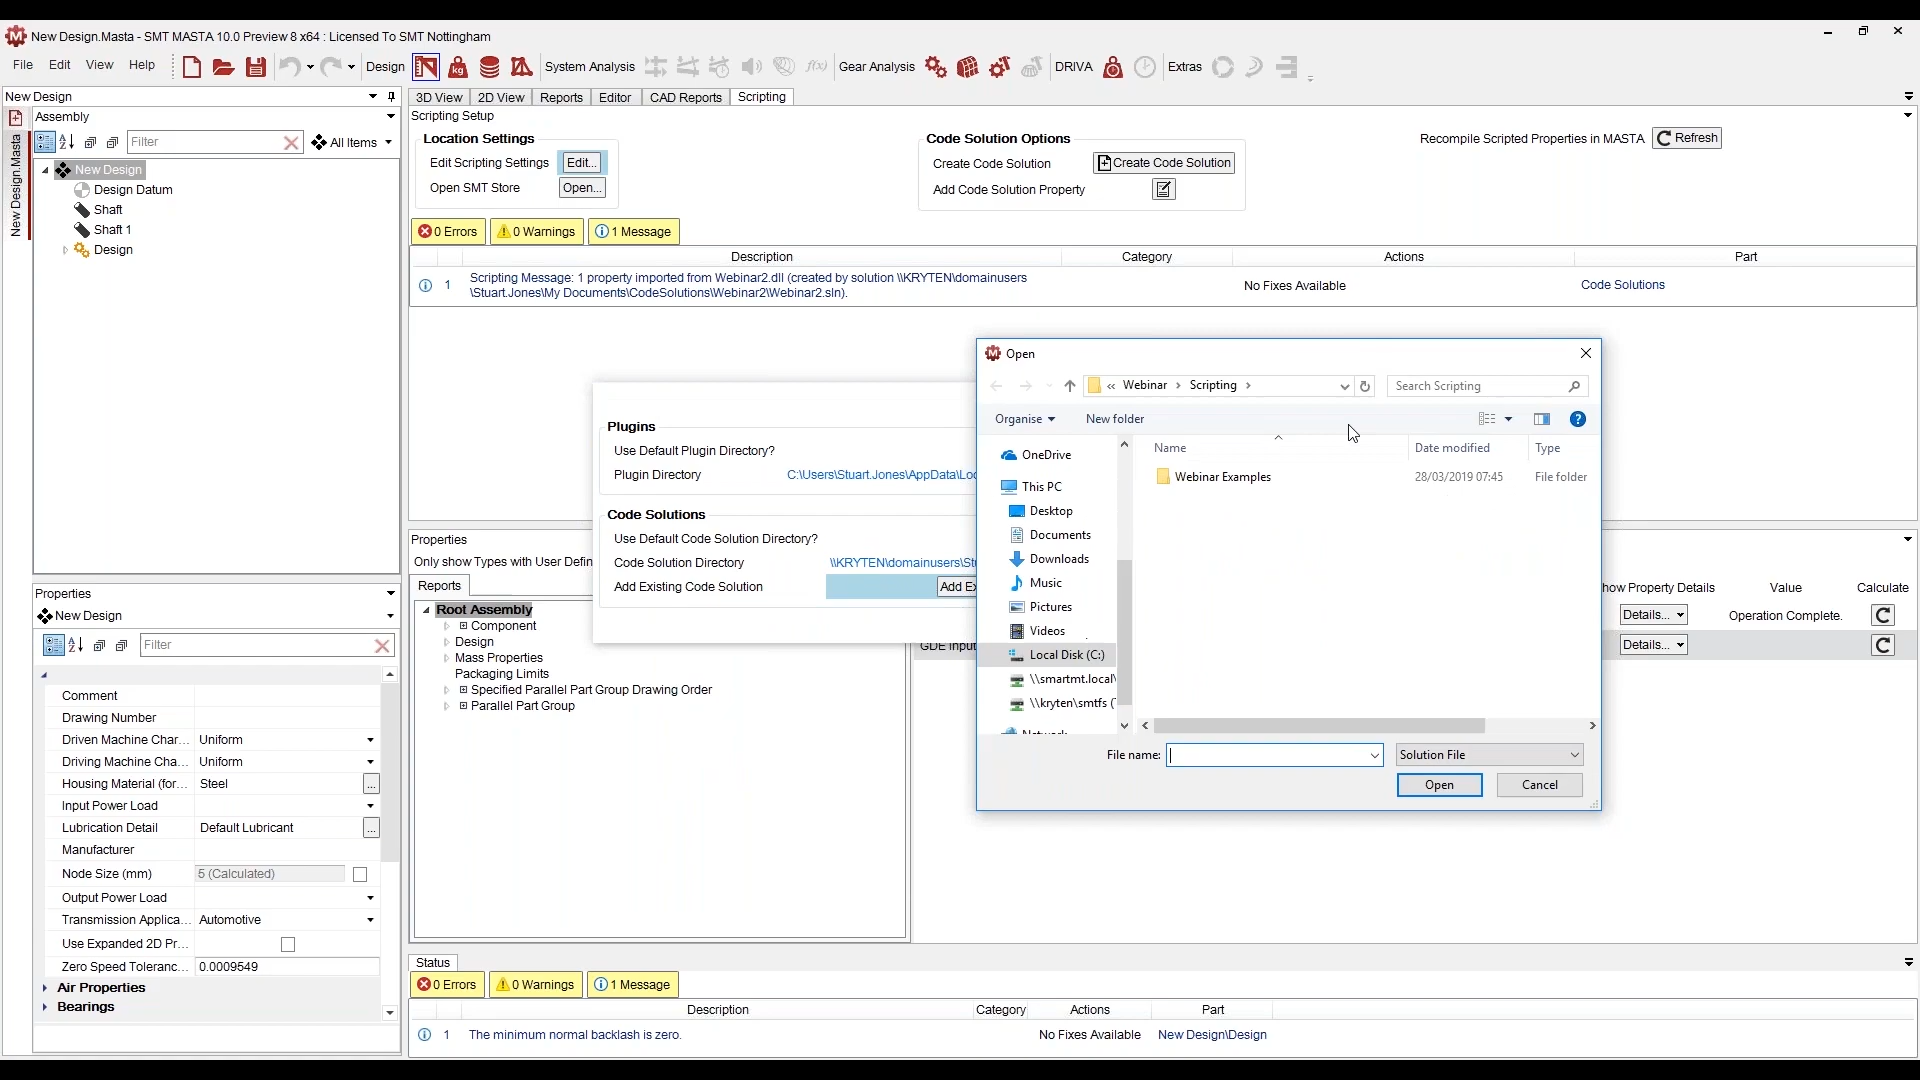 New Design.Masta - SMT MASTA 10.0 Preview 8 x64 : Licensed To SMT Nottingham
File Edit View Help Design System Analysis f(x) Gear Analysis DRIVA Extras
New Design
Assembly
Filter All Items
New Design.Masta
New Design
Design Datum
Shaft
Shaft 1
Design
Properties
New Design
Filter
Comment
Drawing Number
Driven Machine Char... Uniform
Driving Machine Cha... Uniform
Housing Material (for... Steel ...
Input Power Load
Lubrication Detail Default Lubricant ...
Manufacturer
Node Size (mm) 5 (Calculated)
Output Power Load
Transmission Applica... Automotive
Use Expanded 2D Pr...
Zero Speed Toleranc... 0.0009549
Air Properties
Bearings
3D View 2D View Reports Editor CAD Reports Scripting
Scripting Setup
Location Settings
Edit Scripting Settings Edit...
Open SMT Store Open...
Code Solution Options
Create Code Solution Create Code Solution
Add Code Solution Property
Recompile Scripted Properties in MASTA Refresh
0 Errors 0 Warnings 1 Message
Description Category Actions Part
1 Scripting Message: 1 property imported from Webinar2.dll (created by solution \\KRYTEN\domainusers
\Stuart.Jones\My Documents\CodeSolutions\Webinar2\Webinar2.sln). No Fixes Available Code Solutions
Plugins
Use Default Plugin Directory?
Plugin Directory C:\Users\Stuart.Jones\AppData\Loc
Code Solutions
Use Default Code Solution Directory?
Code Solution Directory \\KRYTEN\domainusers\Stu
Add Existing Code Solution Add Ex
Open
« Webinar > Scripting > Search Scripting
Organise New folder
OneDrive
This PC
Desktop
Documents
Downloads
Music
Pictures
Videos
Local Disk (C:)
\\smartmt.local\
\\kryten\smtfs (
Network
Name Date modified Type
Webinar Examples 28/03/2019 07:45 File folder
File name: Solution File
Open Cancel
Properties
Only show Types with User Defin
Reports
Root Assembly
Component
Design
Mass Properties
Packaging Limits
Specified Parallel Part Group Drawing Order
Parallel Part Group
GDE Input
how Property Details Value Calculate
Details... Operation Complete.
Details...
Status
0 Errors 0 Warnings 1 Message
Description Category Actions Part
1 The minimum normal backlash is zero. No Fixes Available New Design\Design